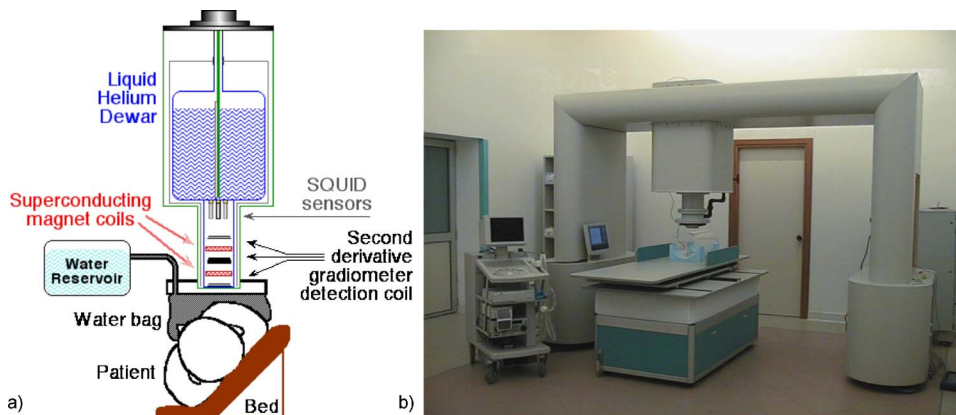 Liquid
Helium
Dewar
SQUID
sensors
Superconducting
magnet coils
Second
derivative
gradiometer
detection coil
Water
Reservoir
Water bag
Patient
Bed
a)
b)